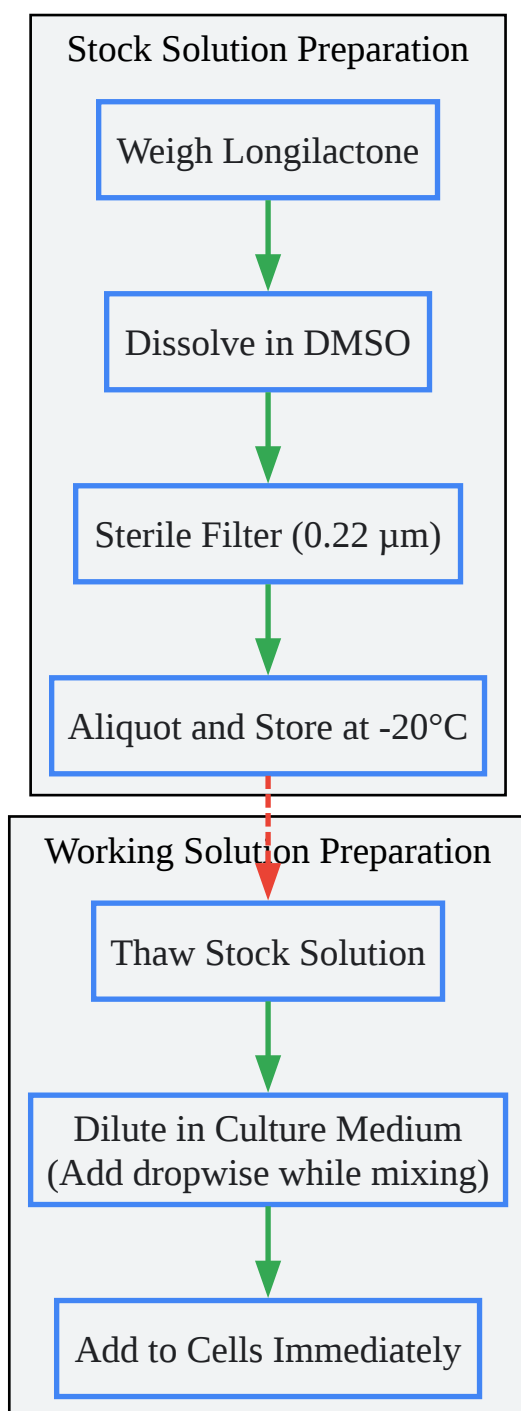 Stock Solution Preparation
Weigh Longilactone
Dissolve in DMSO
Sterile Filter (0.22 µm)
Aliquot and Store at -20°C
Working Solution Preparation
Thaw Stock Solution
Dilute in Culture Medium
(Add dropwise while mixing)
Add to Cells Immediately